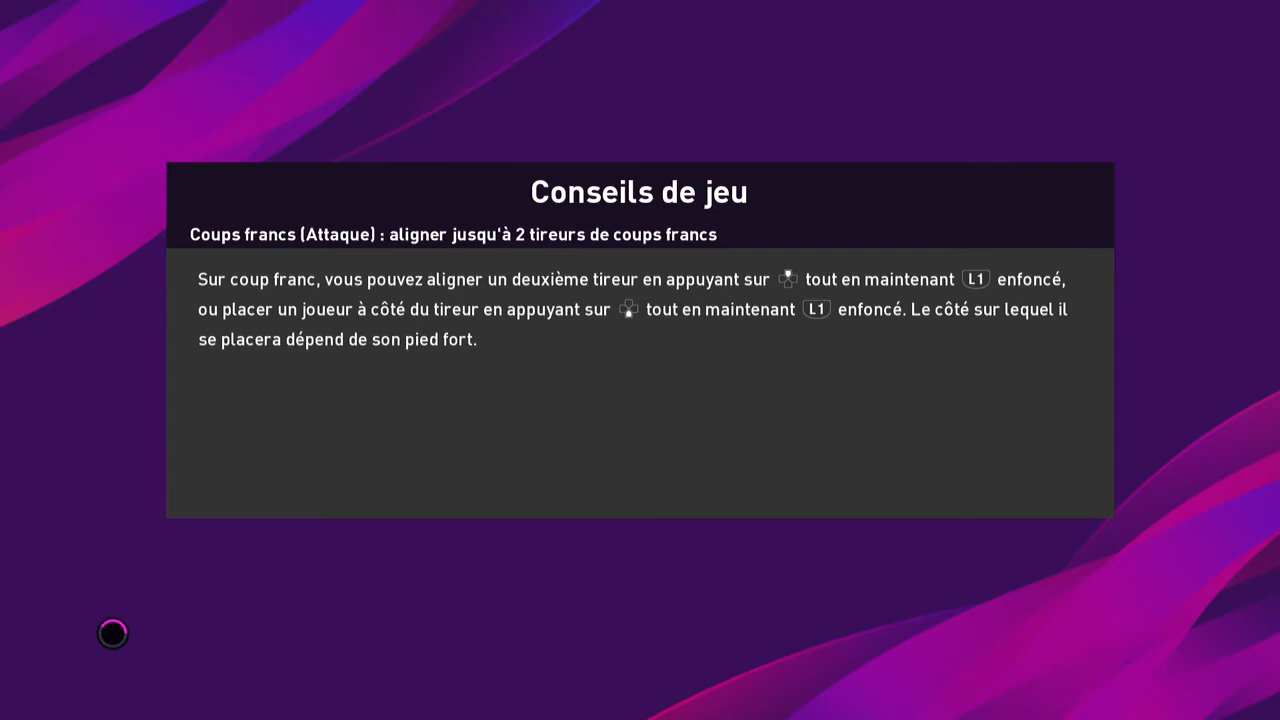 Conseils de jeu
Coups francs (Attaque) : aligner jusqu'à 2 tireurs de coups francs
Sur coup franc, vous pouvez aligner un deuxième tireur en appuyant sur tout en maintenant L1 enfoncé,
ou placer un joueur à côté du tireur en appuyant sur tout en maintenant L1 enfoncé. Le côté sur lequel il
se placera dépend de son pied fort.